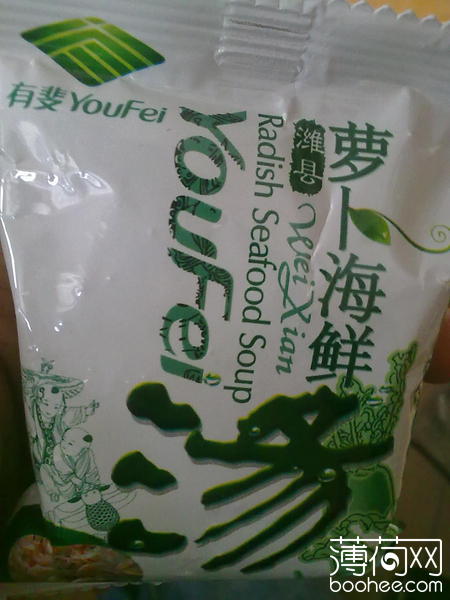 有斐 YouFei
萝卜海鲜
潍县
WeiXian
Radish Seafood Soup
YouFei
汤
薄荷网
boohee.com